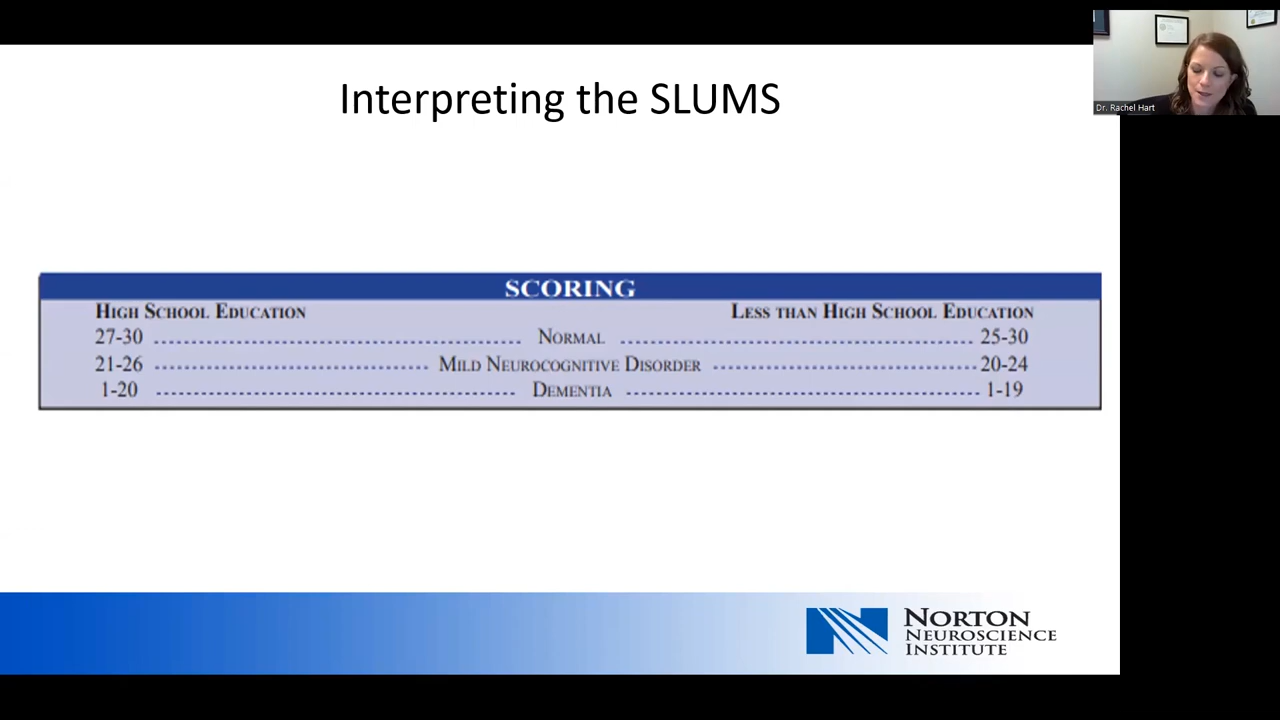 Interpreting the SLUMS
Dr. Rachel Hart
SCORING
HIGH SCHOOL EDUCATION LESS THAN HIGH SCHOOL EDUCATION
27-30 ........ NORMAL ........ 25-30
21-26 ........ MILD NEUROCOGNITIVE DISORDER ........ 20-24
1-20 ........ DEMENTIA ........ 1-19
NORTON
NEUROSCIENCE
INSTITUTE